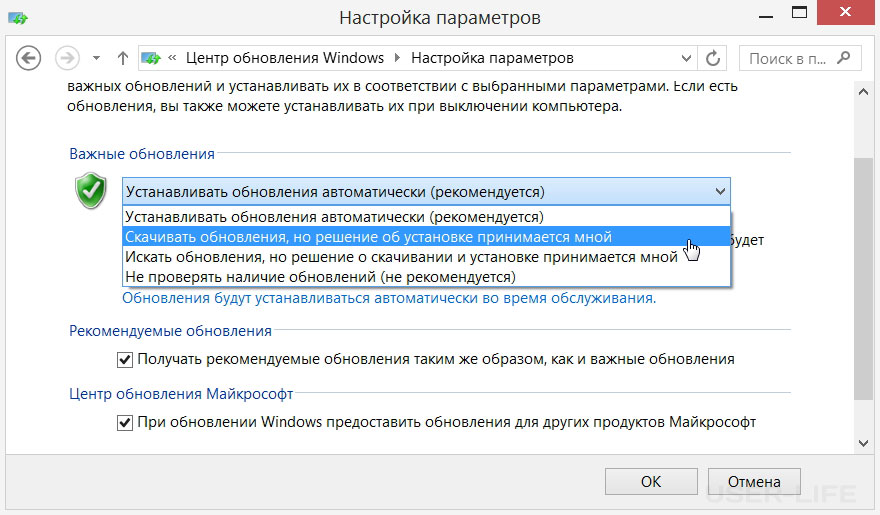 Настройка параметров
« Центр обновления Windows Настройка параметров
Поиск в п...
важных обновлений и устанавливать их в соответствии с выбранными параметрами. Если есть
обновления, вы также можете устанавливать их при выключении компьютера.
Важные обновления
Устанавливать обновления автоматически (рекомендуется)
Устанавливать обновления автоматически (рекомендуется)
Скачивать обновления, но решение об установке принимается мной
будет
Искать обновления, но решение о скачивании и установке принимается мной
Не проверять наличие обновлений (не рекомендуется)
Обновления будут устанавливаться автоматически во время обслуживания.
Рекомендуемые обновления
Получать рекомендуемые обновления таким же образом, как и важные обновления
Центр обновления Майкрософт
При обновлении Windows предоставить обновления для других продуктов Майкрософт
OK
Отмена
USER-LIFE